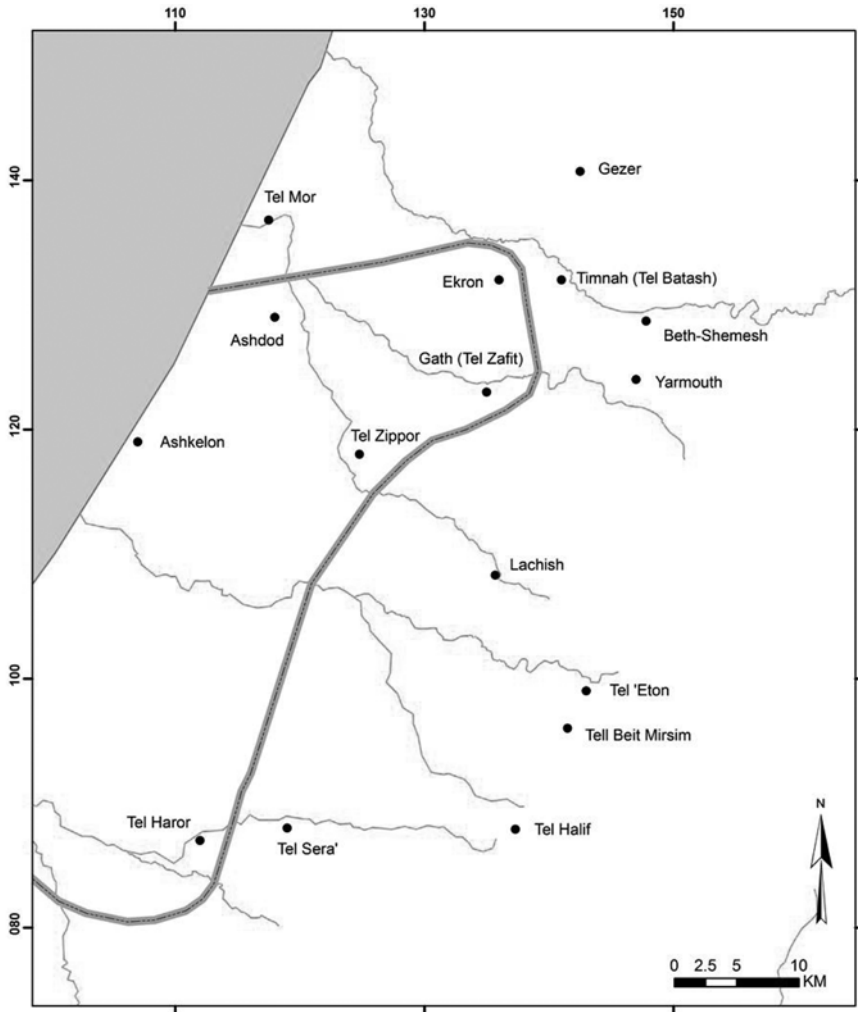 110 130 150
140
Gezer
Tel Mor
Ekron
Timnah (Tel Batash)
Ashdod
Beth-Shemesh
Gath (Tel Zafit)
Yarmouth
120
Ashkelon
Tel Zippor
Lachish
100
Tel 'Eton
Tell Beit Mirsim
N
Tel Haror
Tel Sera'
Tel Halif
080
0 2.5 5 10
KM